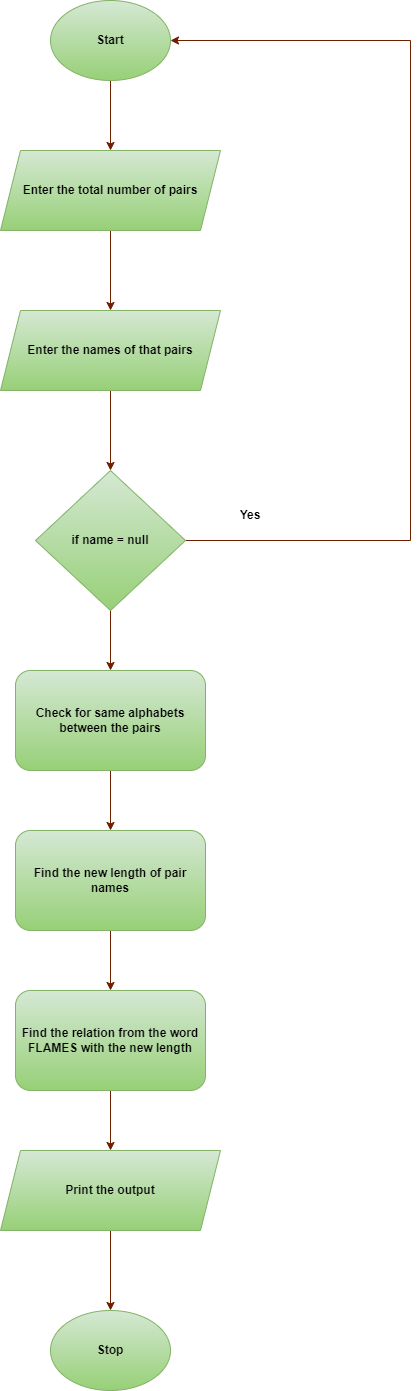 Start
Enter the total number of pairs
Enter the names of that pairs
if name = null
Yes
Check for same alphabets
between the pairs
Find the new length of pair
names
Find the relation from the word
FLAMES with the new length
Print the output
Stop